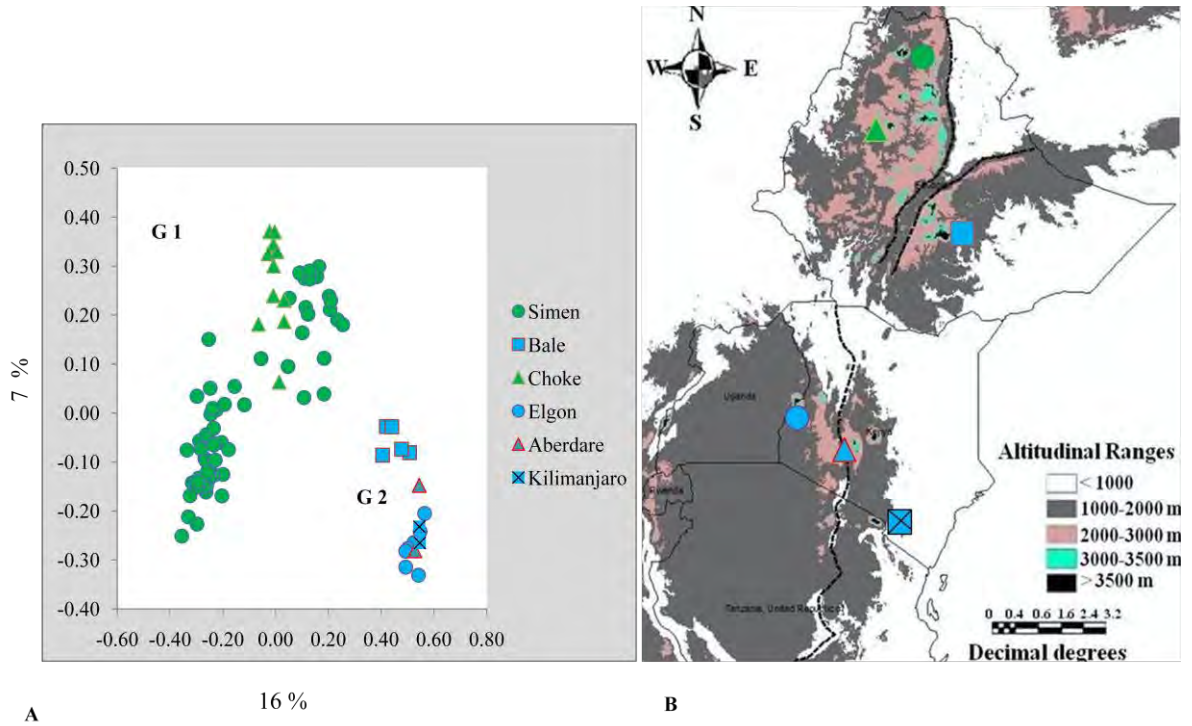 0.50
0.40
0.30
0.20
0.10
0.00
-0.10
-0.20
-0.30
-0.40
-0.60 -0.40 -0.20 0.00 0.20 0.40 0.60 0.80
7 %
16 %
G 1
G 2
Simen
Bale
Choke
Elgon
Aberdare
Kilimanjaro
A
N
W E
S
Uganda
Rwanda
Altitudinal Ranges
< 1000
1000-2000 m
2000-3000 m
3000-3500 m
>3500 m
0 0.4 0.8 1.6 2.4 3.2
Decimal degrees
B